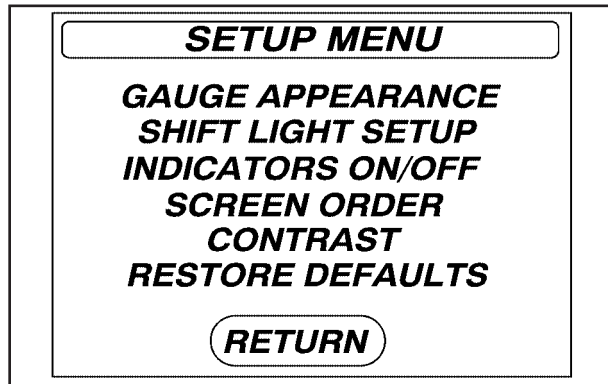 SETUP MENU
GAUGE APPEARANCE
SHIFT LIGHT SETUP
INDICATORS ON/OFF
SCREEN ORDER
CONTRAST
RESTORE DEFAULTS
RETURN